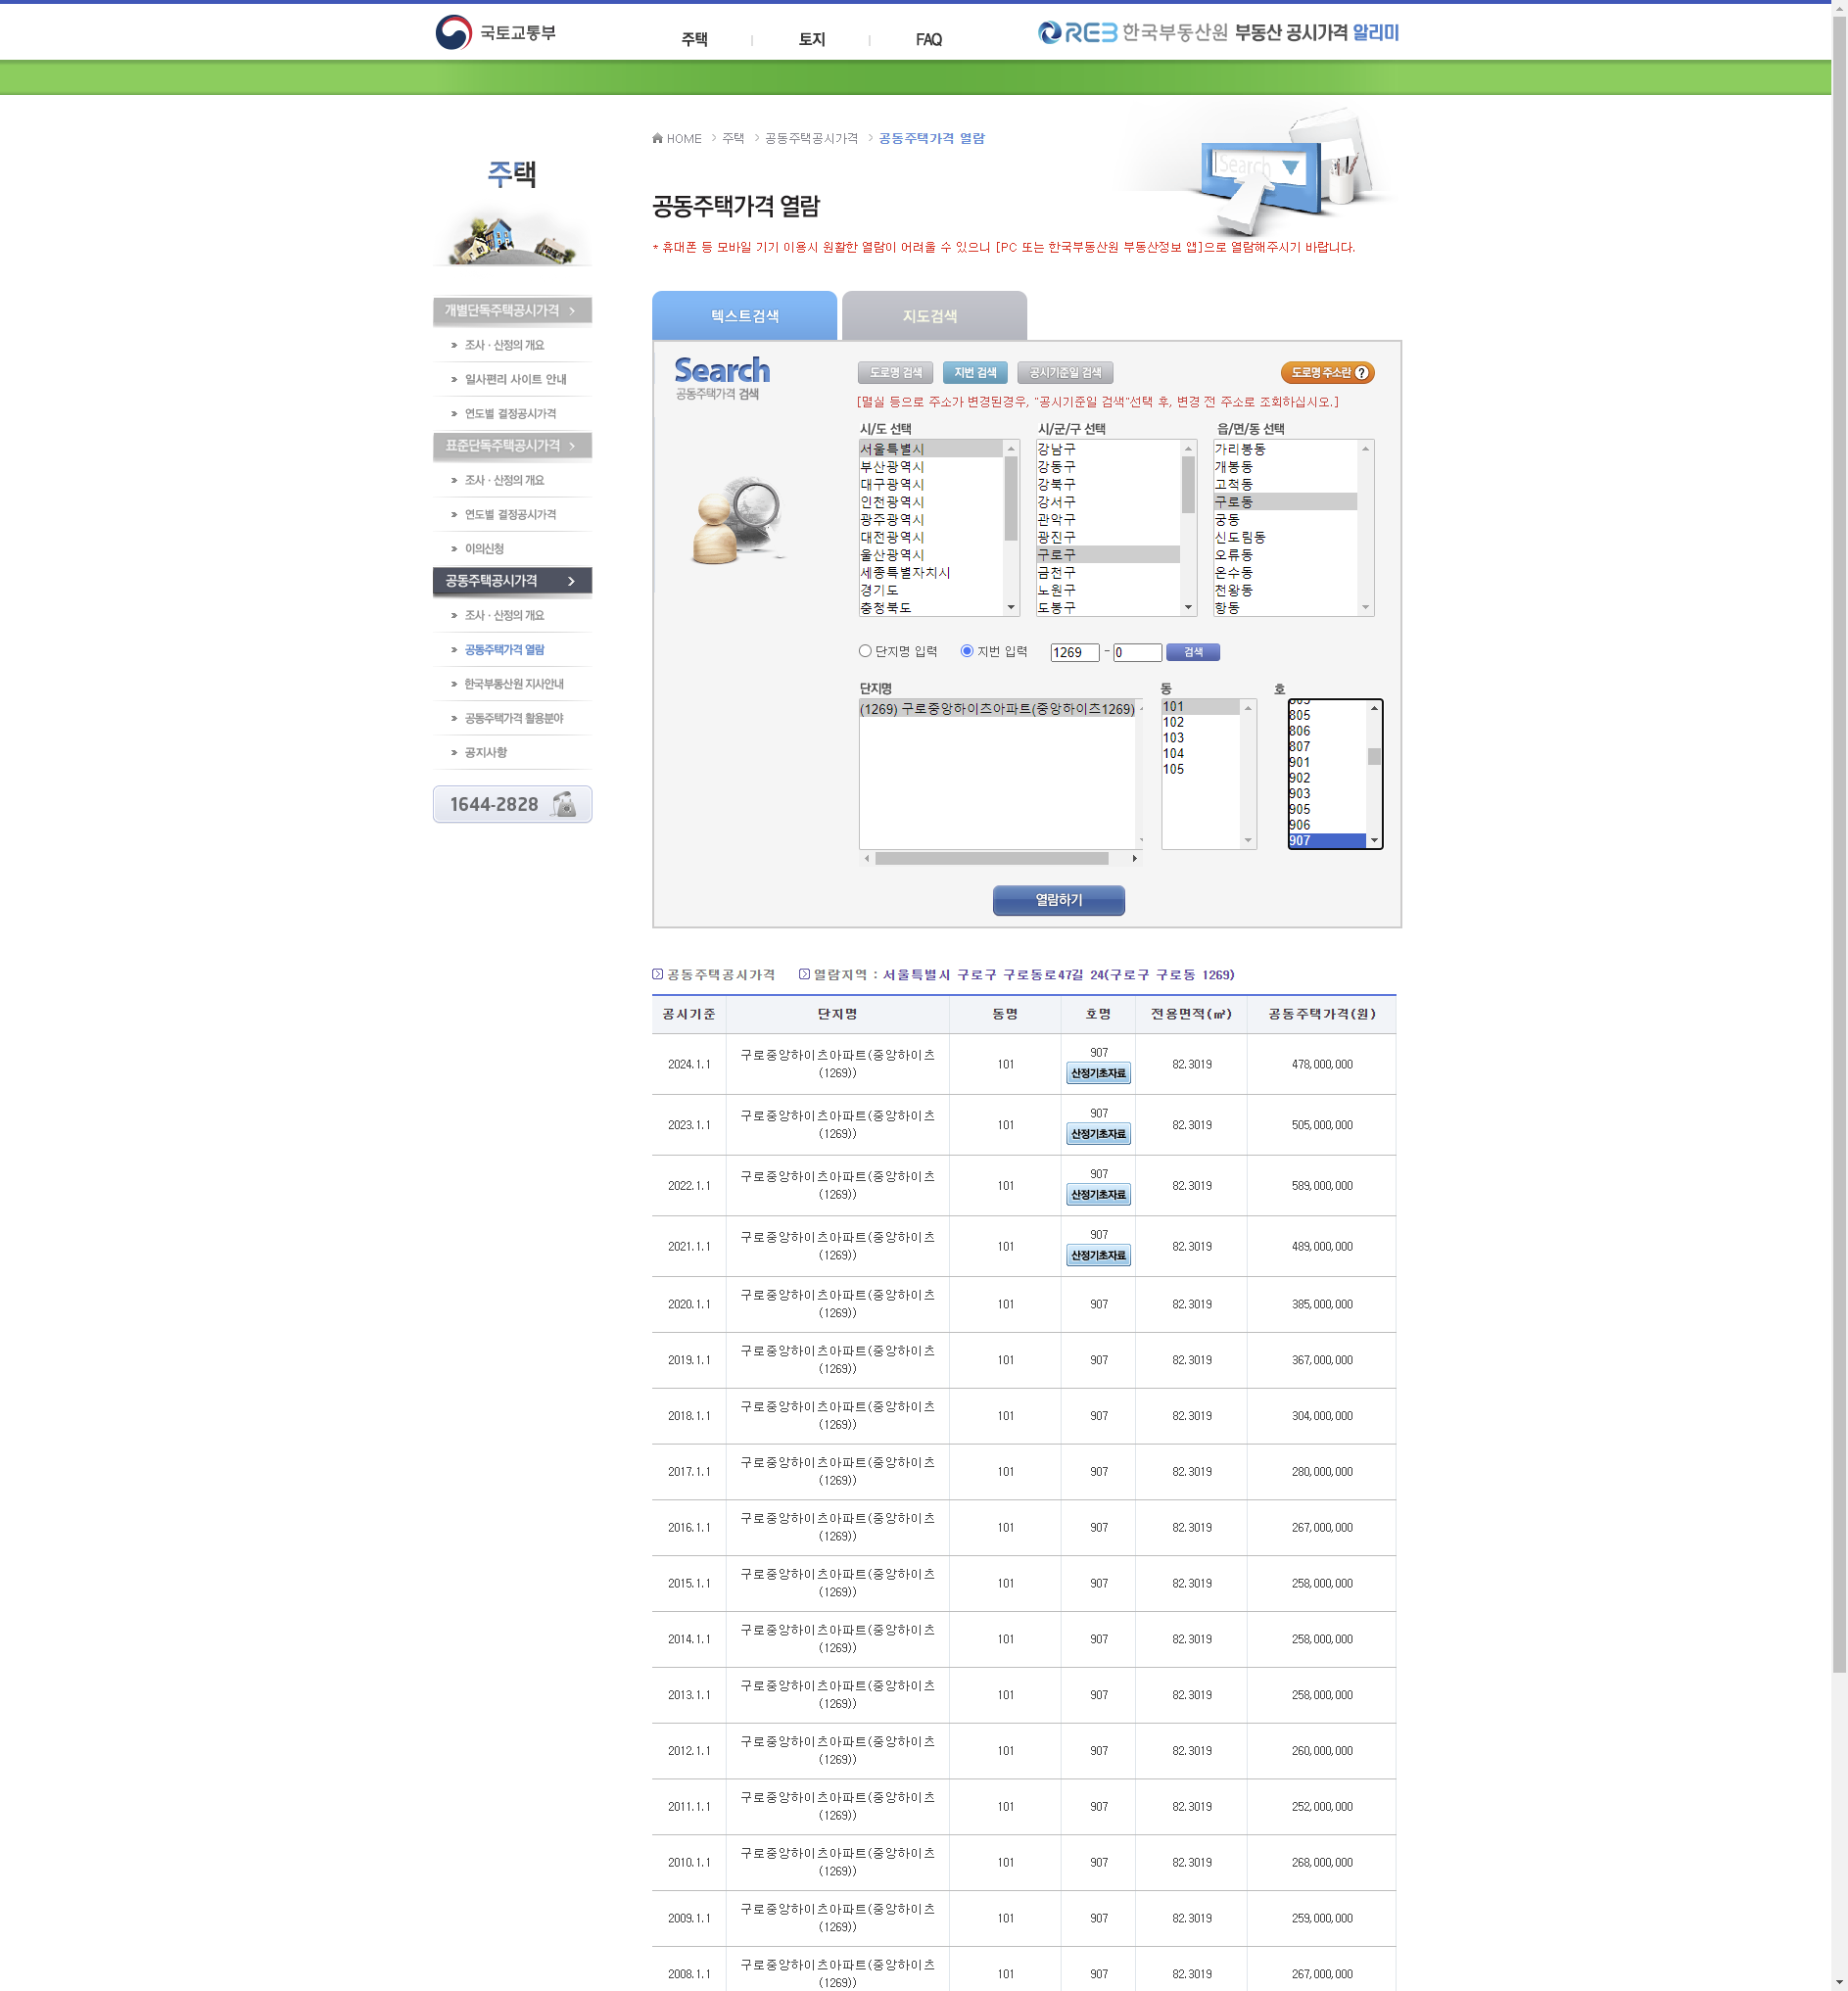 국토교통부
주택
토지
FAQ
REB 한국부동산원 부동산 공시가격 알리미
HOME > 주택 > 공동주택공시가격 > 공동주택가격 열람
주택
공동주택가격 열람
* 휴대폰 등 모바일 기기 이용시 원활한 열람이 어려울 수 있으니 [PC 또는 한국부동산원 부동산정보 앱]으로 열람해주시기 바랍니다.
개별단독주택공시가격
조사 · 산정의 개요
일사편리 사이트 안내
연도별 결정공시가격
표준단독주택공시가격
조사 · 산정의 개요
연도별 결정공시가격
이의신청
공동주택공시가격
조사 · 산정의 개요
공동주택가격 열람
한국부동산원 지사안내
공동주택가격 활용분야
공지사항
1644-2828
텍스트검색
지도검색
Search
공동주택가격 검색
도로명 검색
지번 검색
공시기준일 검색
도로명 주소란 ?
[멸실 등으로 주소가 변경된경우, "공시기준일 검색"선택 후, 변경 전 주소로 조회하십시오.]
시/도 선택
서울특별시
부산광역시
대구광역시
인천광역시
광주광역시
대전광역시
울산광역시
세종특별자치시
경기도
충청북도
시/군/구 선택
강남구
강동구
강북구
강서구
관악구
광진구
구로구
금천구
노원구
도봉구
읍/면/동 선택
가리봉동
개봉동
고척동
구로동
궁동
신도림동
오류동
온수동
천왕동
항동
단지명 입력
지번 입력
1269 - 0
검색
단지명
(1269) 구로중앙하이츠아파트(중앙하이츠1269)
동
101
102
103
104
105
호
805
806
807
901
902
903
905
906
907
열람하기
공동주택공시가격
열람지역 : 서울특별시 구로구 구로동로47길 24(구로구 구로동 1269)
공시기준 단지명 동명 호명 전용면적(㎡) 공동주택가격(원)
2024.1.1 구로중앙하이츠아파트(중앙하이츠
(1269)) 101 907 산정기초자료 82.3019 478,000,000
2023.1.1 구로중앙하이츠아파트(중앙하이츠
(1269)) 101 907 산정기초자료 82.3019 505,000,000
2022.1.1 구로중앙하이츠아파트(중앙하이츠
(1269)) 101 907 산정기초자료 82.3019 589,000,000
2021.1.1 구로중앙하이츠아파트(중앙하이츠
(1269)) 101 907 산정기초자료 82.3019 489,000,000
2020.1.1 구로중앙하이츠아파트(중앙하이츠
(1269)) 101 907 82.3019 385,000,000
2019.1.1 구로중앙하이츠아파트(중앙하이츠
(1269)) 101 907 82.3019 367,000,000
2018.1.1 구로중앙하이츠아파트(중앙하이츠
(1269)) 101 907 82.3019 304,000,000
2017.1.1 구로중앙하이츠아파트(중앙하이츠
(1269)) 101 907 82.3019 280,000,000
2016.1.1 구로중앙하이츠아파트(중앙하이츠
(1269)) 101 907 82.3019 267,000,000
2015.1.1 구로중앙하이츠아파트(중앙하이츠
(1269)) 101 907 82.3019 258,000,000
2014.1.1 구로중앙하이츠아파트(중앙하이츠
(1269)) 101 907 82.3019 258,000,000
2013.1.1 구로중앙하이츠아파트(중앙하이츠
(1269)) 101 907 82.3019 258,000,000
2012.1.1 구로중앙하이츠아파트(중앙하이츠
(1269)) 101 907 82.3019 260,000,000
2011.1.1 구로중앙하이츠아파트(중앙하이츠
(1269)) 101 907 82.3019 252,000,000
2010.1.1 구로중앙하이츠아파트(중앙하이츠
(1269)) 101 907 82.3019 268,000,000
2009.1.1 구로중앙하이츠아파트(중앙하이츠
(1269)) 101 907 82.3019 259,000,000
2008.1.1 구로중앙하이츠아파트(중앙하이츠
(1269)) 101 907 82.3019 267,000,000